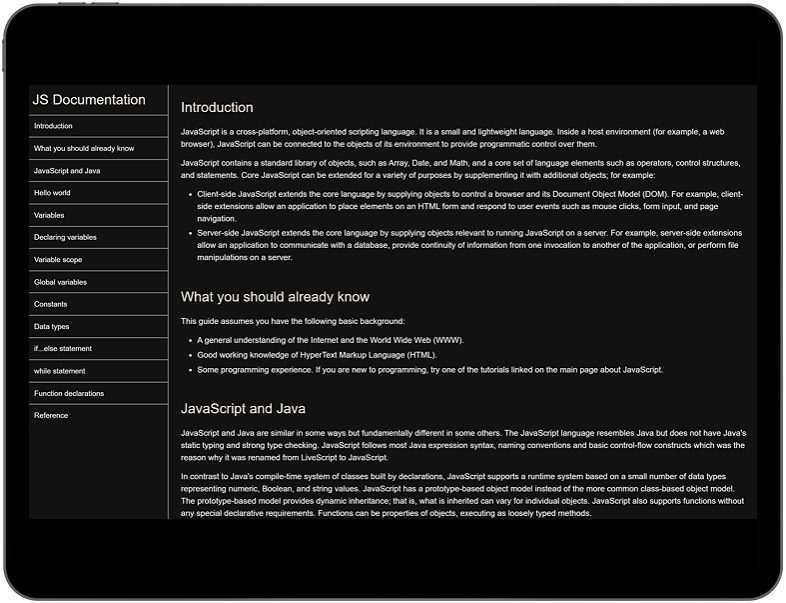 JS Documentation
Introduction
What you should already know
JavaScript and Java
Hello world
Variables
Declaring variables
Variable scope
Global variables
Constants
Data types
if...else statement
while statement
Function declarations
Reference
Introduction
JavaScript is a cross-platform, object-oriented scripting language. It is a small and lightweight language. Inside a host environment (for example, a web
browser), JavaScript can be connected to the objects of its environment to provide programmatic control over them.
JavaScript contains a standard library of objects, such as Array, Date, and Math, and a core set of language elements such as operators, control structures,
and statements. Core JavaScript can be extended for a variety of purposes by supplementing it with additional objects; for example:
• Client-side JavaScript extends the core language by supplying objects to control a browser and its Document Object Model (DOM). For example, client-
side extensions allow an application to place elements on an HTML form and respond to user events such as mouse clicks, form input, and page
navigation.
• Server-side JavaScript extends the core language by supplying objects relevant to running JavaScript on a server. For example, server-side extensions
allow an application to communicate with a database, provide continuity of information from one invocation to another of the application, or perform file
manipulations on a server.
What you should already know
This guide assumes you have the following basic background:
• A general understanding of the Internet and the World Wide Web (WWW).
• Good working knowledge of HyperText Markup Language (HTML).
• Some programming experience. If you are new to programming, try one of the tutorials linked on the main page about JavaScript.
JavaScript and Java
JavaScript and Java are similar in some ways but fundamentally different in some others. The JavaScript language resembles Java but does not have Java's
static typing and strong type checking. JavaScript follows most Java expression syntax, naming conventions and basic control-flow constructs which was the
reason why it was renamed from LiveScript to JavaScript.
In contrast to Java's compile-time system of classes built by declarations, JavaScript supports a runtime system based on a small number of data types
representing numeric, Boolean, and string values. JavaScript has a prototype-based object model instead of the more common class-based object model.
The prototype-based model provides dynamic inheritance; that is, what is inherited can vary for individual objects. JavaScript also supports functions without
any special declarative requirements. Functions can be properties of objects, executing as loosely typed methods.